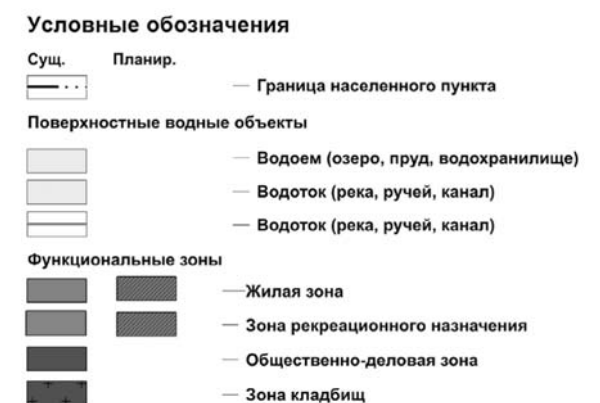 Условные обозначения
Сущ. Планир.
— Граница населенного пункта
Поверхностные водные объекты
— Водоем (озеро, пруд, водохранилище)
— Водоток (река, ручей, канал)
— Водоток (река, ручей, канал)
Функциональные зоны
—Жилая зона
— Зона рекреационного назначения
— Общественно-деловая зона
— Зона кладбищ